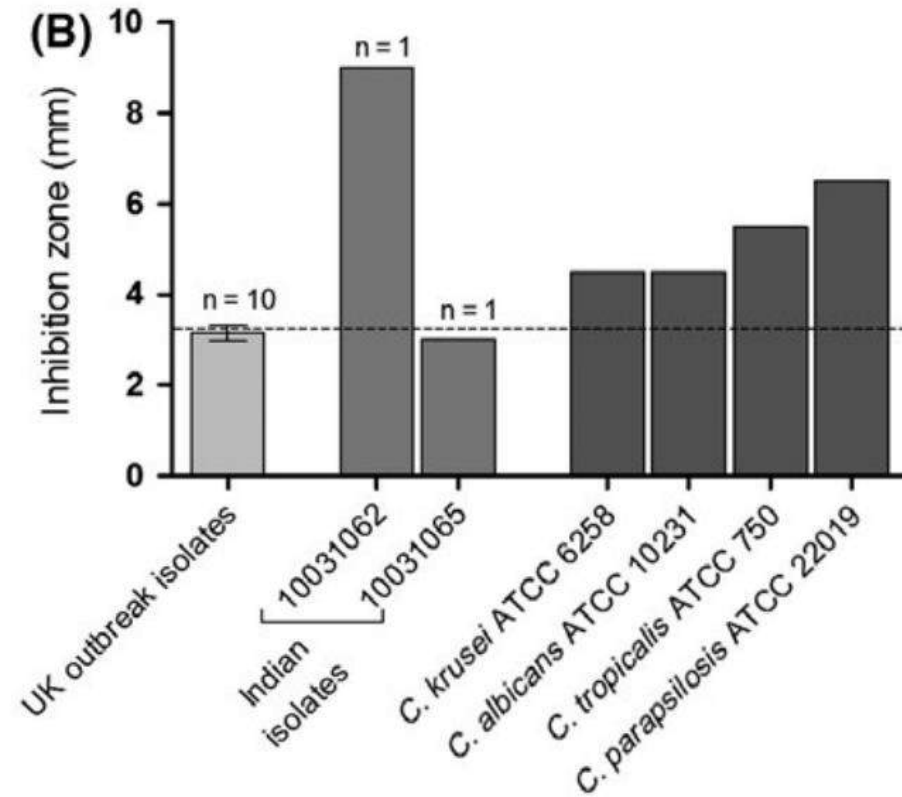 (B)
Inhibition zone (mm)
10
8
6
4
2
0
n = 10
n = 1
n = 1
UK outbreak isolates
10031062
10031065
Indian
isolates
C. krusei ATCC 6258
C. albicans ATCC 10231
C. tropicalis ATCC 750
C. parapsilosis ATCC 22019